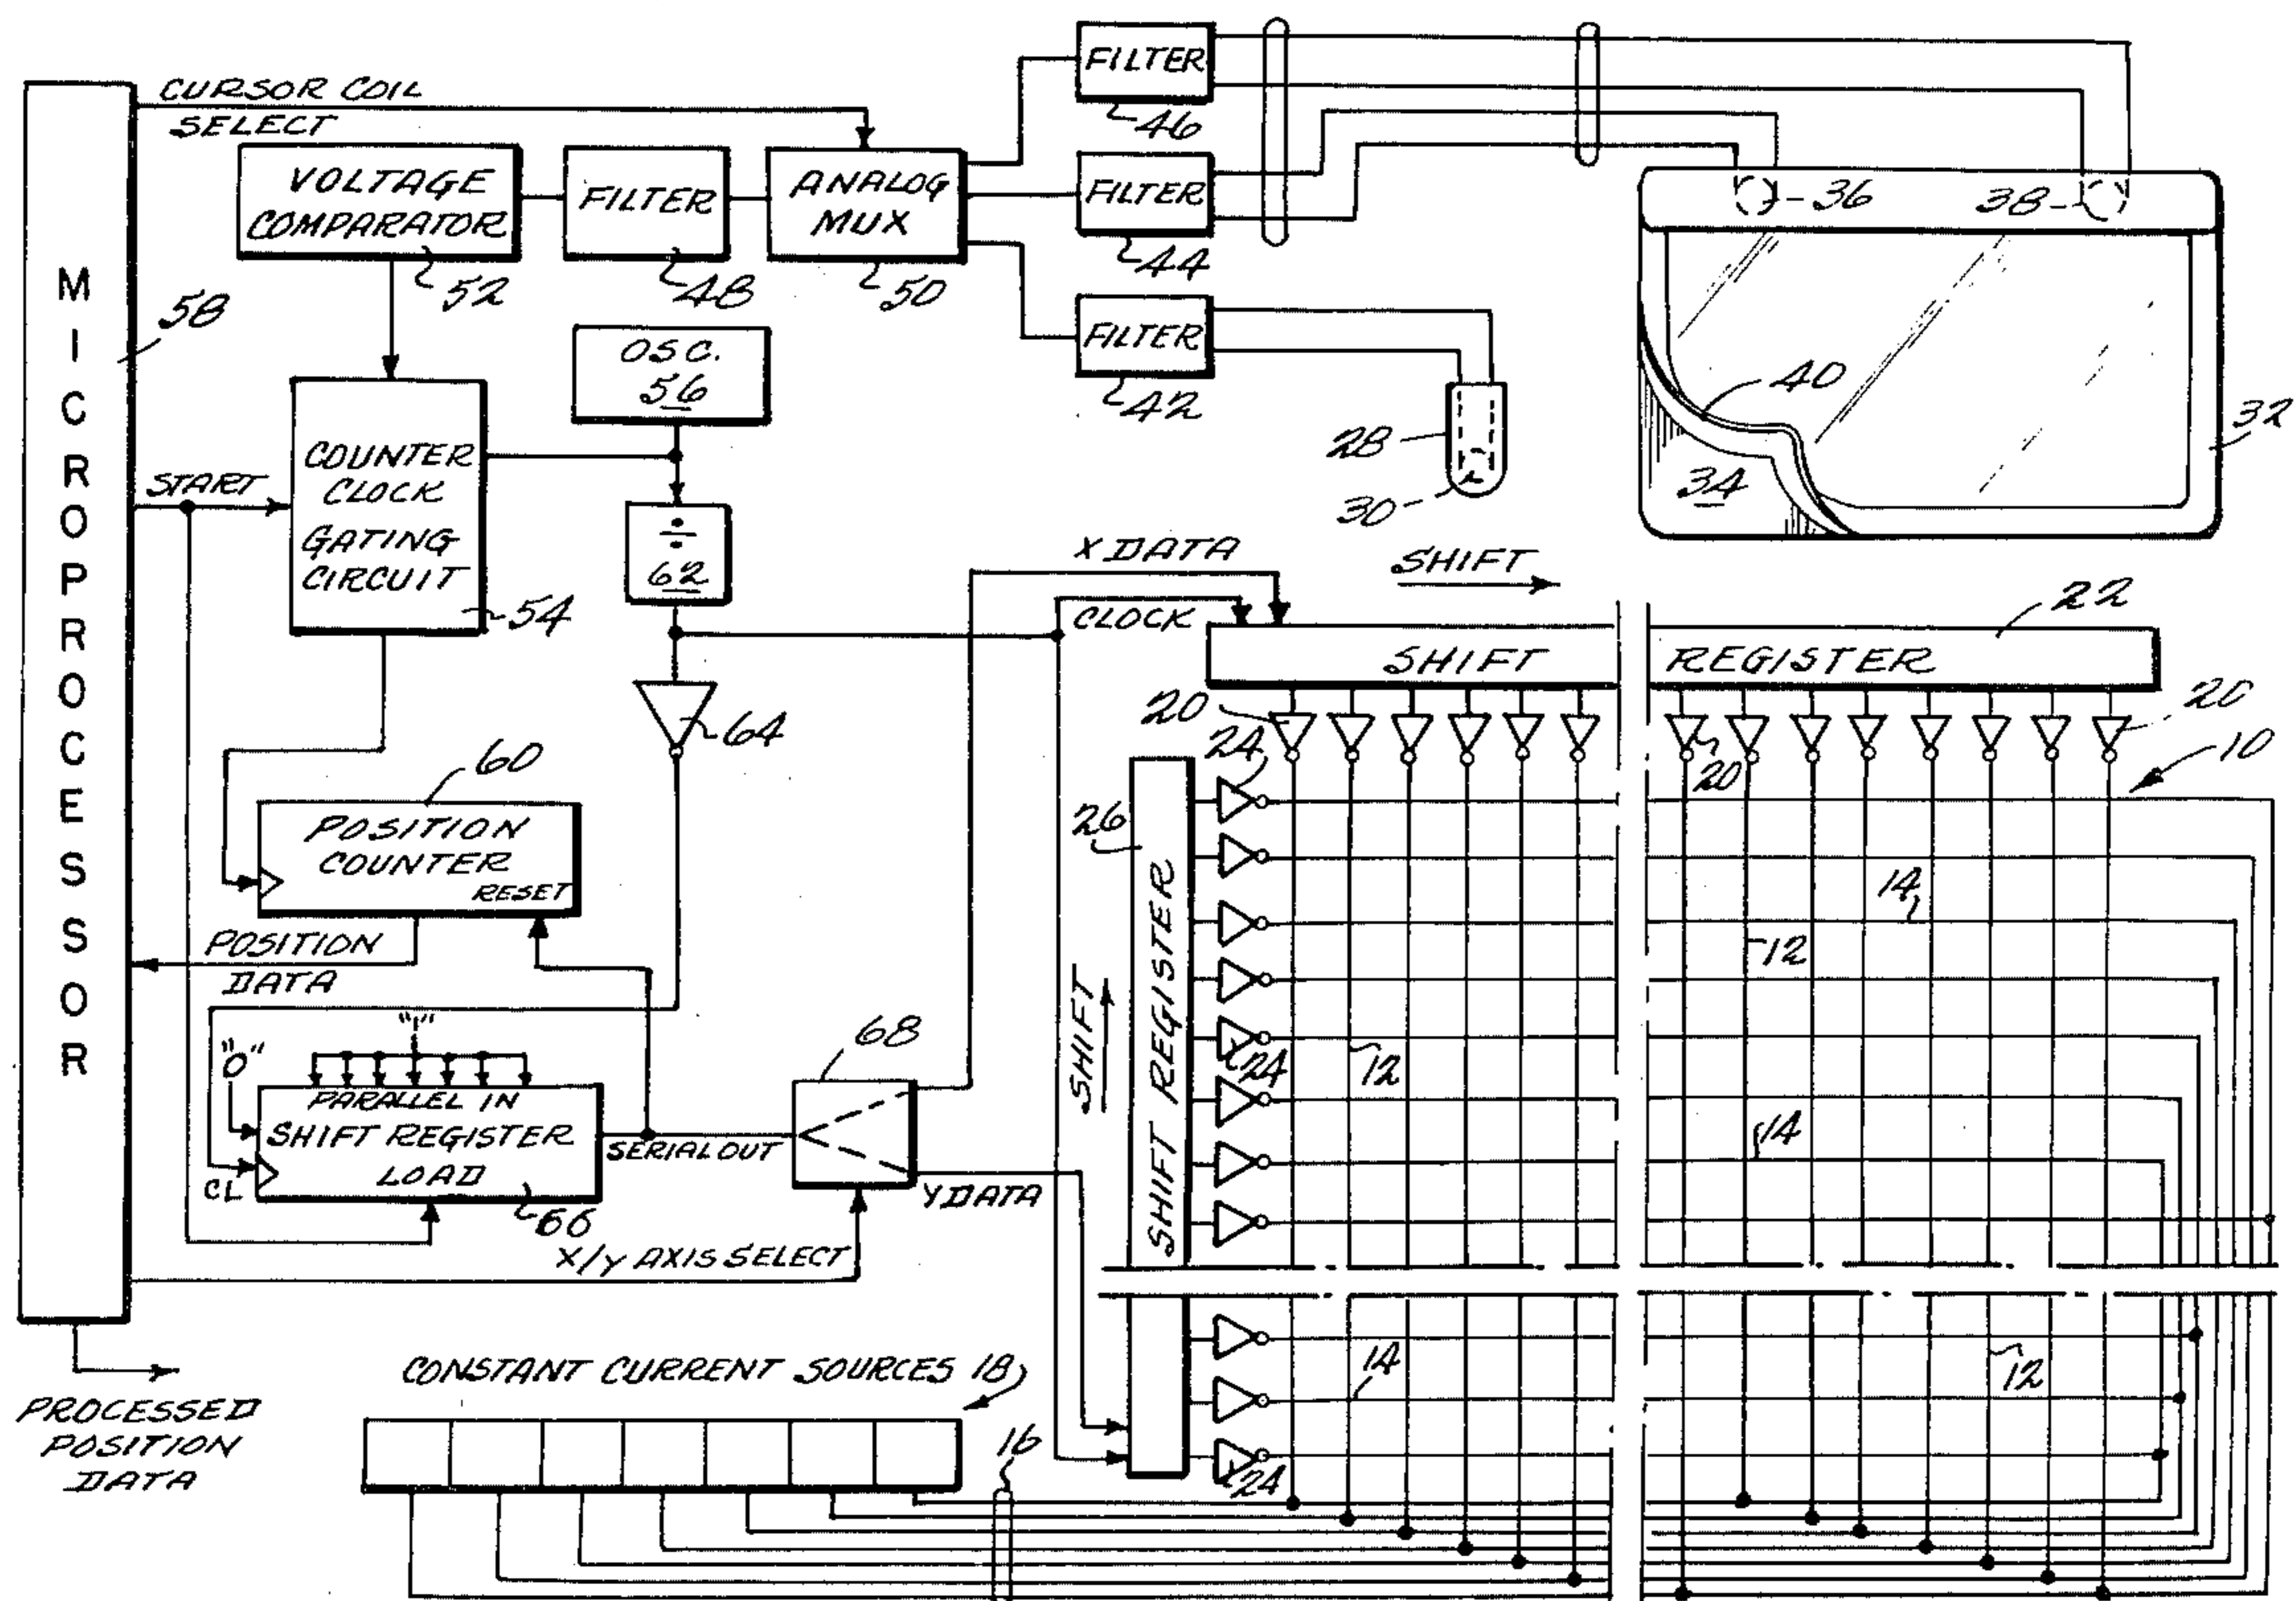 MICROPROCESSOR
58
CURSOR COIL
SELECT
VOLTAGE
COMPARATOR
52
FILTER
48
ANALOG
MUX
50
FILTER
46
FILTER
44
FILTER
42
36
38
40
32
34
28
30
OSC.
56
START
COUNTER
CLOCK
GATING
CIRCUIT
54
÷
62
X DATA
CLOCK
SHIFT
22
SHIFT REGISTER
20
20
20
10
64
24
26
SHIFT REGISTER
SHIFT
60
POSITION
COUNTER
RESET
POSITION
DATA
14
12
"1"
"0"
68
24
12
PARALLEL IN
SHIFT REGISTER
LOAD
CL
66
SERIAL OUT
14
Y DATA
X/Y AXIS SELECT
CONSTANT CURRENT SOURCES 18
14
12
PROCESSED
POSITION
DATA
16
24